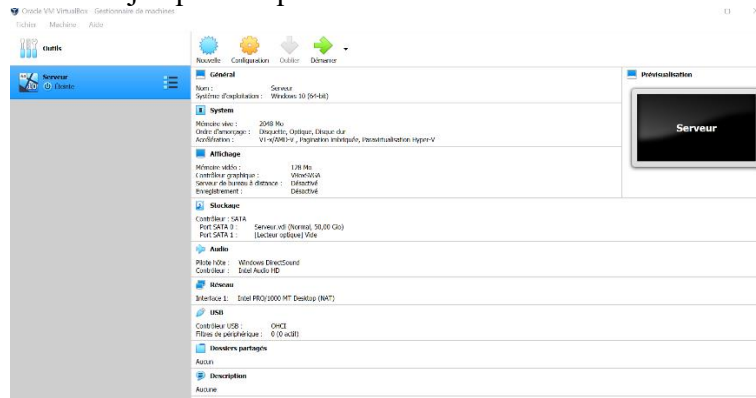 Oracle VM VirtualBox Gestionnaire de machines
Fichier Machine Aide
Outils
Nouvelle Configuration Oublier Démarrer
Serveur
Éteinte
Général
Nom : Serveur
Système d'exploitation : Windows 10 (64-bit)
System
Mémoire vive : 2048 Mo
Ordre d'amorçage : Disquette, Optique, Disque dur
Accélération : VT-x/AMD-V , Pagination imbriquée, Paravirtualisation Hyper-V
Affichage
Mémoire vidéo : 128 Mo
Contrôleur graphique : VBoxSVGA
Serveur de bureau à distance : Désactivé
Enregistrement : Désactivé
Stockage
Contrôleur : SATA
Port SATA 0 : Serveur.vdi (Normal, 50,00 Gio)
Port SATA 1 : [Lecteur optique] Vide
Audio
Pilote hôte : Windows DirectSound
Contrôleur : Intel Audio HD
Réseau
Interface 1: Intel PRO/1000 MT Desktop (NAT)
USB
Contrôleur USB : OHCI
Filtres de périphérique : 0 (0 actif)
Dossiers partagés
Aucun
Description
Aucune
Prévisualisation
Serveur